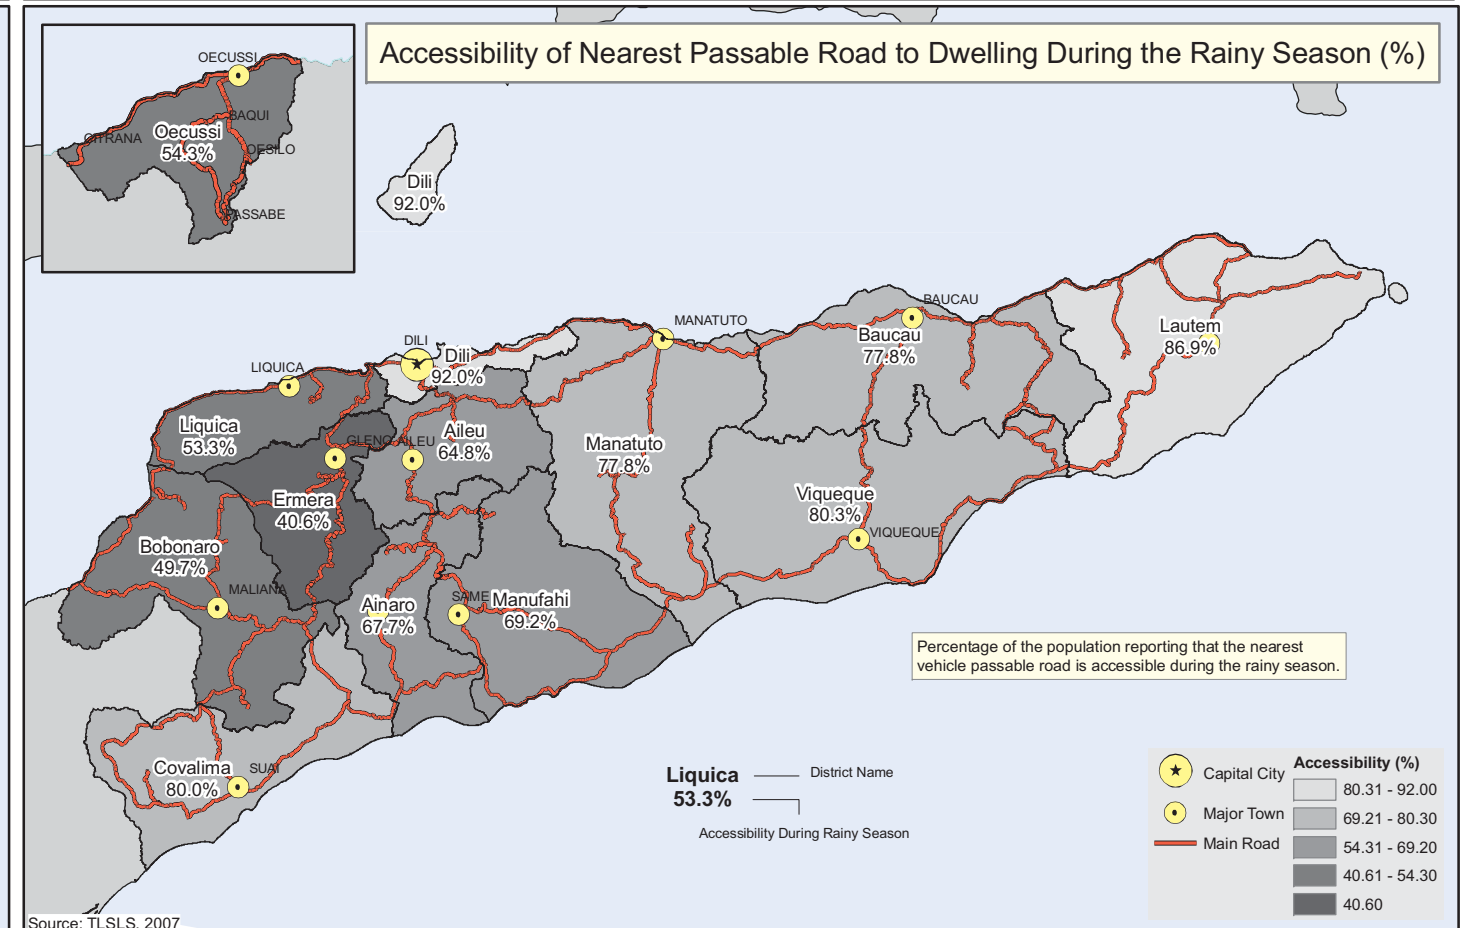 Accessibility of Nearest Passable Road to Dwelling During the Rainy Season (%)
OECUSSI
BAQUI
CITRANA
Oecussi
54.3%
OESILO
PASSABE
Dili
92.0%
BAUCAU
MANATUTO
Lautem
86.9%
Baucau
77.8%
DILI
Dili
92.0%
LIQUICA
Liquica
53.3%
GLENO
AILEU
Aileu
64.8%
Manatuto
77.8%
Ermera
40.6%
Viqueque
80.3%
VIQUEQUE
Bobonaro
49.7%
MALIANA
Ainaro
67.7%
SAME
Manufahi
69.2%
Percentage of the population reporting that the nearest
vehicle passable road is accessible during the rainy season.
Covalima
80.0%
SUAI
Liquica
53.3%
District Name
Accessibility During Rainy Season
Capital City
Major Town
Main Road
Accessibility (%)
80.31 - 92.00
69.21 - 80.30
54.31 - 69.20
40.61 - 54.30
40.60
Source: TLSLS, 2007